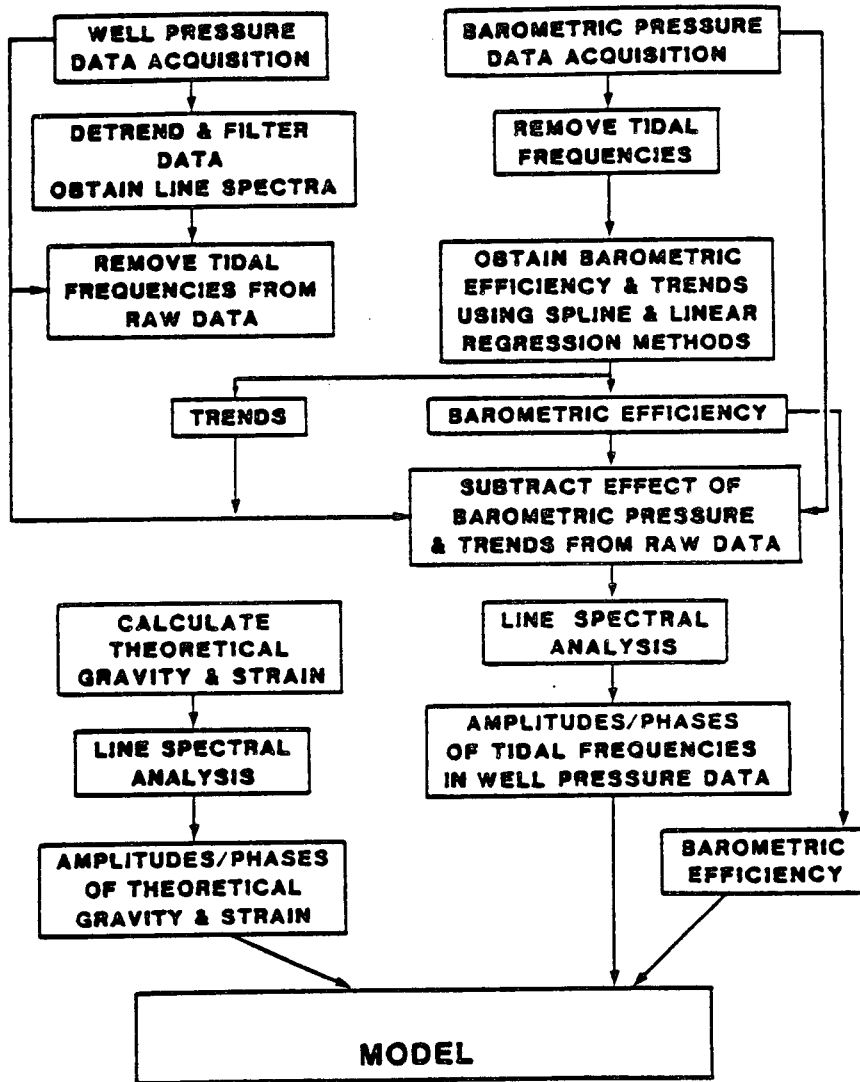 WELL PRESSURE
DATA ACQUISITION
BAROMETRIC PRESSURE
DATA ACQUISITION
DETREND & FILTER
DATA
OBTAIN LINE SPECTRA
REMOVE TIDAL
FREQUENCIES
REMOVE TIDAL
FREQUENCIES FROM
RAW DATA
OBTAIN BAROMETRIC
EFFICIENCY & TRENDS
USING SPLINE & LINEAR
REGRESSION METHODS
TRENDS
BAROMETRIC EFFICIENCY
SUBTRACT EFFECT OF
BAROMETRIC PRESSURE
& TRENDS FROM RAW DATA
CALCULATE
THEORETICAL
GRAVITY & STRAIN
LINE SPECTRAL
ANALYSIS
LINE SPECTRAL
ANALYSIS
AMPLITUDES/PHASES
OF TIDAL FREQUENCIES
IN WELL PRESSURE DATA
AMPLITUDES/PHASES
OF THEORETICAL
GRAVITY & STRAIN
BAROMETRIC
EFFICIENCY
MODEL